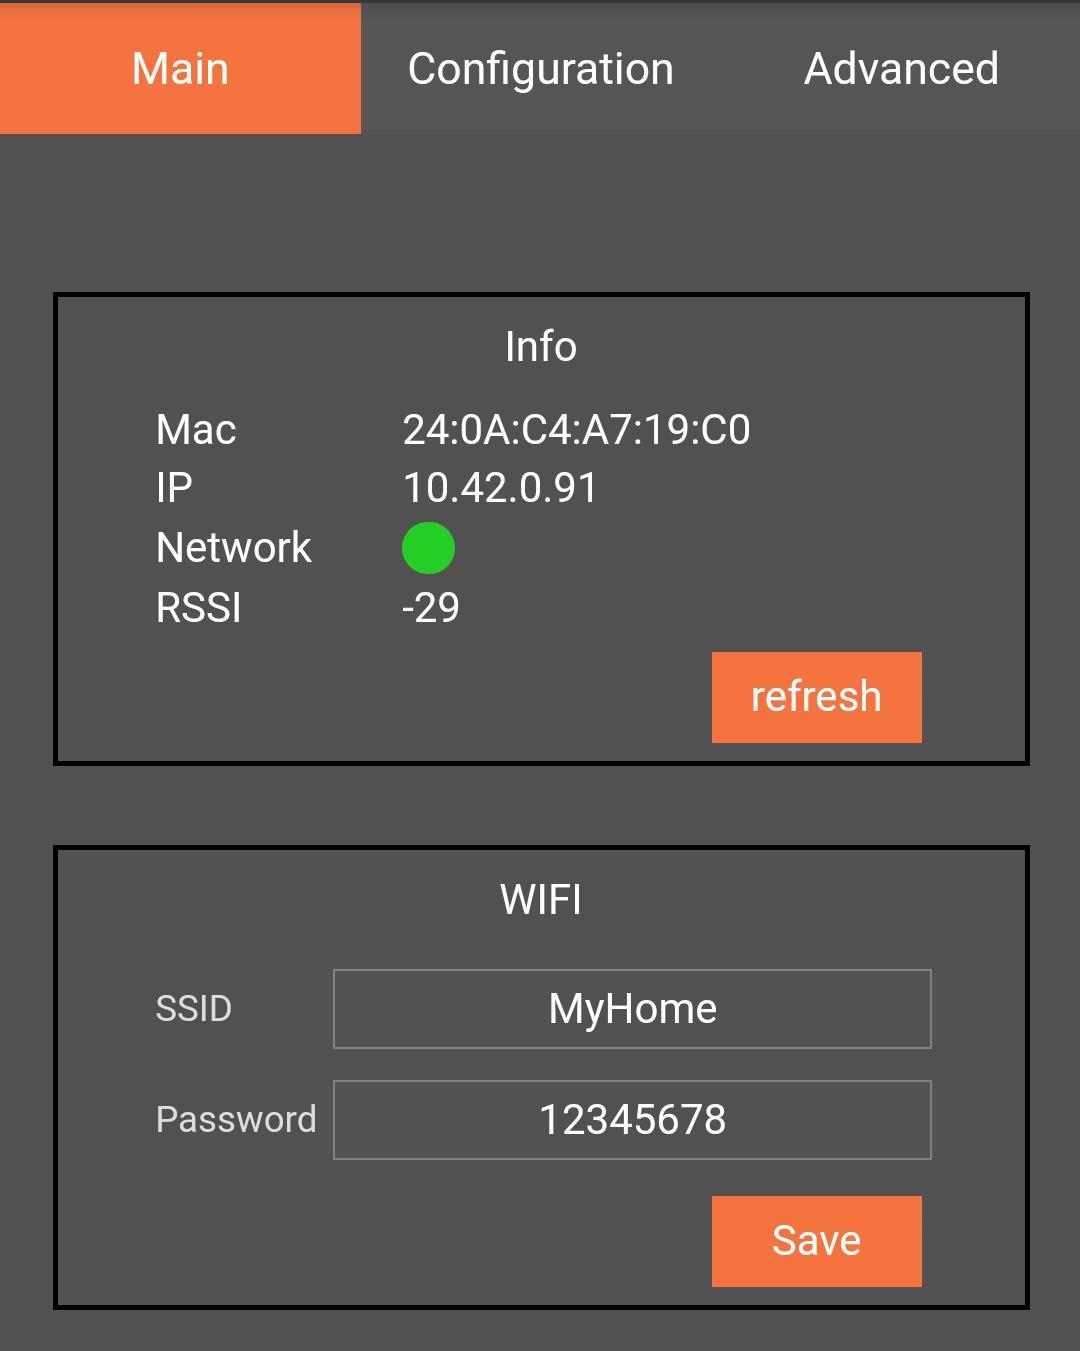 Main Configuration Advanced
Info
Mac 24:0A:C4:A7:19:C0
IP 10.42.0.91
Network
RSSI -29
refresh
WIFI
SSID MyHome
Password 12345678
Save